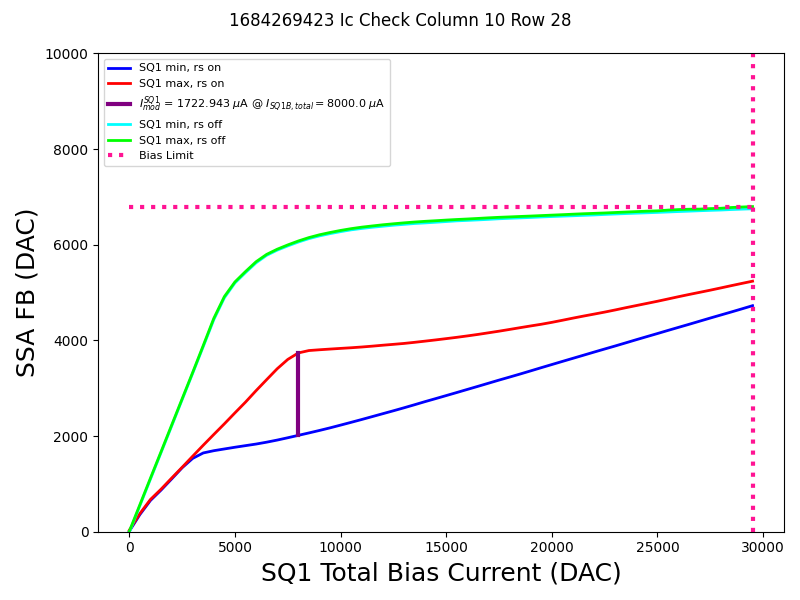 1684269423 Ic Check Column 10 Row 28
10000
8000
6000
4000
2000
0
SSA FB (DAC)
SQ1 min, rs on
SQ1 max, rs on
I_{mod}^{SQ1} = 1722.943 μA @ I_{SQ1B,total} = 8000.0 μA
SQ1 min, rs off
SQ1 max, rs off
Bias Limit
0 5000 10000 15000 20000 25000 30000
SQ1 Total Bias Current (DAC)